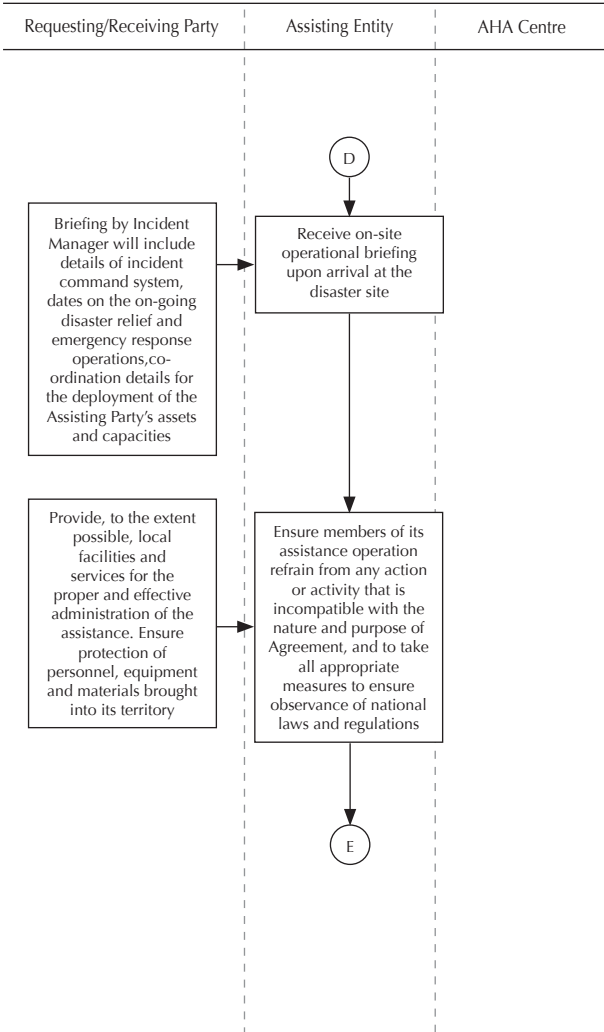 Requesting/Receiving Party
Assisting Entity
AHA Centre
D
Briefing by Incident
Manager will include
details of incident
command system,
dates on the on-going
disaster relief and
emergency response
operations,co-
ordination details for
the deployment of the
Assisting Party's assets
and capacities
Receive on-site
operational briefing
upon arrival at the
disaster site
Provide, to the extent
possible, local
facilities and
services for the
proper and effective
administration of the
assistance. Ensure
protection of
personnel, equipment
and materials brought
into its territory
Ensure members of its
assistance operation
refrain from any action
or activity that is
incompatible with the
nature and purpose of
Agreement, and to take
all appropriate
measures to ensure
observance of national
laws and regulations
E